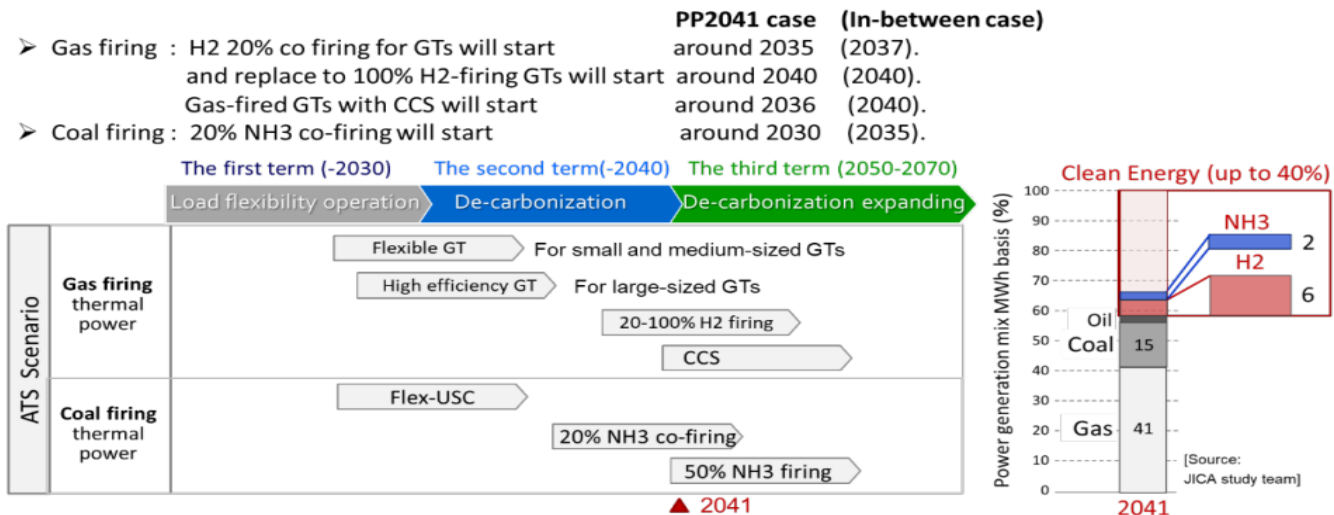 PP2041 case (In-between case)
➢ Gas firing : H2 20% co firing for GTs will start around 2035 (2037).
and replace to 100% H2-firing GTs will start around 2040 (2040).
Gas-fired GTs with CCS will start around 2036 (2040).
➢ Coal firing : 20% NH3 co-firing will start around 2030 (2035).
The first term (-2030) The second term(-2040) The third term (2050-2070)
Load flexibility operation De-carbonization De-carbonization expanding
ATS Scenario
Gas firing
thermal
power
Flexible GT For small and medium-sized GTs
High efficiency GT For large-sized GTs
20-100% H2 firing
CCS
Coal firing
thermal
power
Flex-USC
20% NH3 co-firing
50% NH3 firing
▲ 2041
Clean Energy (up to 40%)
Power generation mix MWh basis (%)
100
90
80
70
60
50
40
30
20
10
0
NH3
2
H2
6
Oil
Coal 15
Gas 41
[Source:
JICA study team]
2041